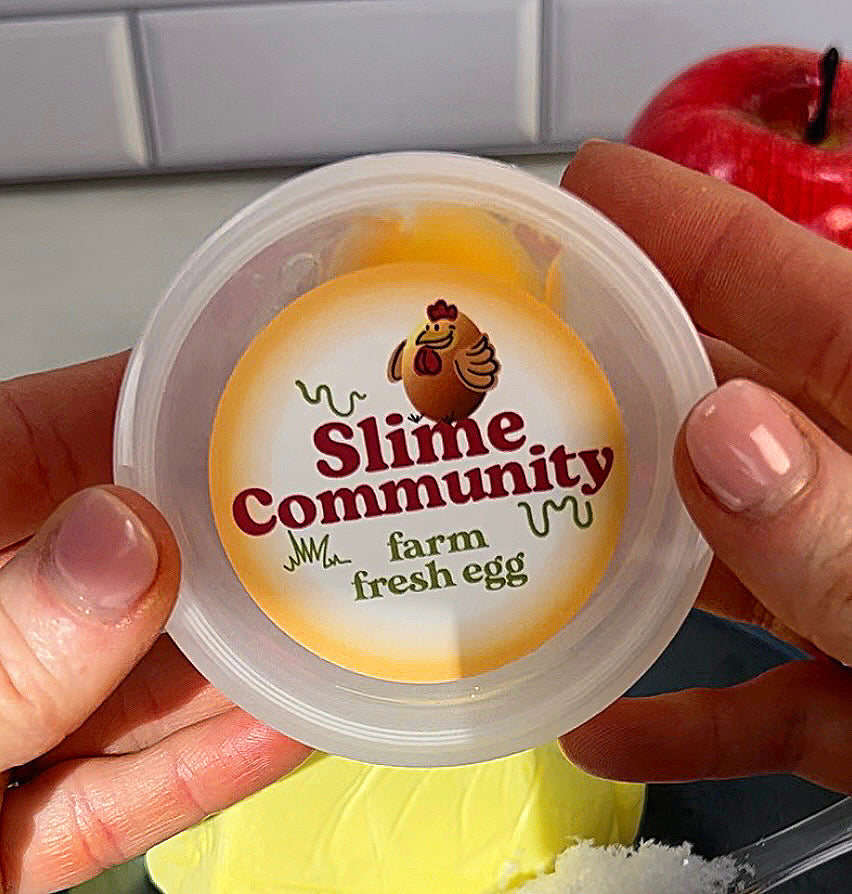 Slime
Community
farm
fresh egg